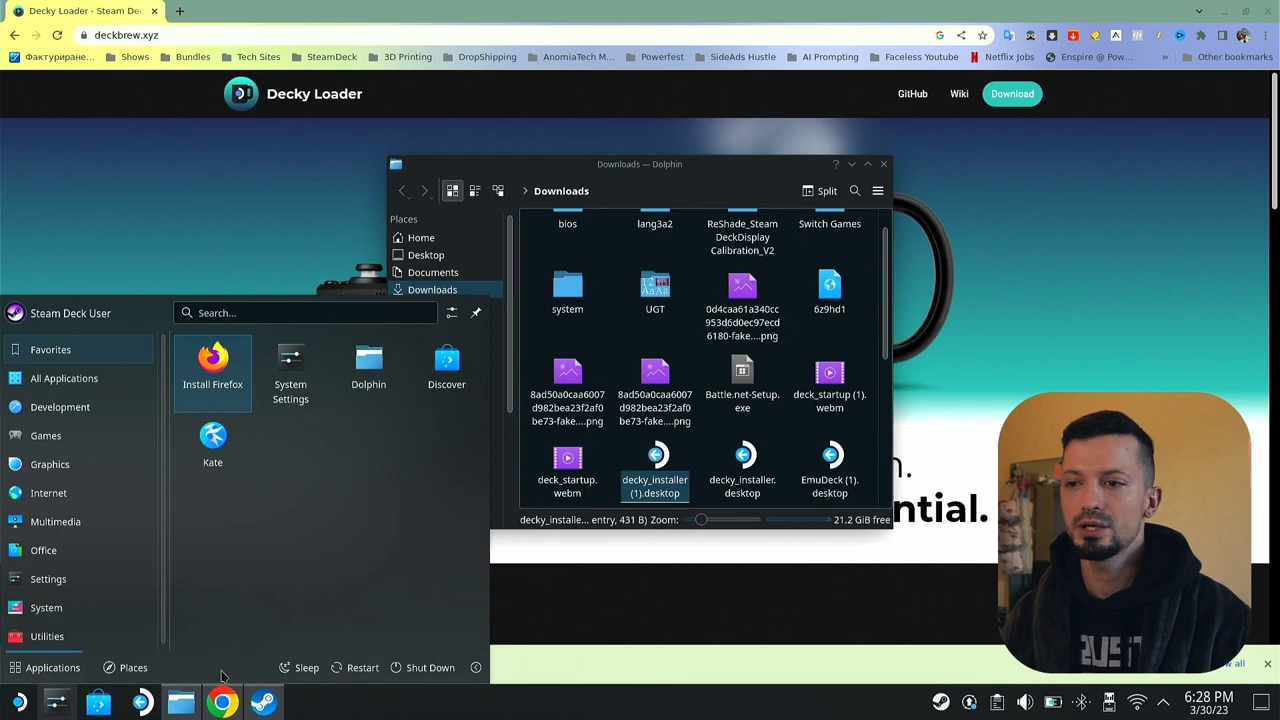 Decky Loader - Steam Dec
deckbrew.xyz
Фактуриране...
Shows
Bundles
Tech Sites
SteamDeck
3D Printing
DropShipping
AnomiaTech M...
Powerfest
SideAds Hustle
AI Prompting
Faceless Youtube
Netflix Jobs
Enspire @ Pow...
»
Other bookmarks
Decky Loader
GitHub
Wiki
Download
Downloads — Dolphin
Downloads
Split
Places
Home
Desktop
Documents
Downloads
bios
lang3a2
ReShade_Steam
DeckDisplay
Calibration_V2
Switch Games
system
UGT
0d4caa61a340cc
953d6d0ec97ecd
6180-fake....png
6z9hd1
8ad50a0caa6007
d982bea23f2af0
be73-fake....png
8ad50a0caa6007
d982bea23f2af0
be73-fake....png
Battle.net-Setup.
exe
deck_startup (1).
webm
deck_startup.
webm
decky_installer
(1).desktop
decky_installer.
desktop
EmuDeck (1).
desktop
decky_installe... entry, 431 B)
Zoom:
21.2 GiB free
n.
ntial.
Steam Deck User
Search...
Favorites
All Applications
Development
Games
Graphics
Internet
Multimedia
Office
Settings
System
Utilities
Install Firefox
System
Settings
Dolphin
Discover
Kate
Applications
Places
Sleep
Restart
Shut Down
all
6:28 PM
3/30/23